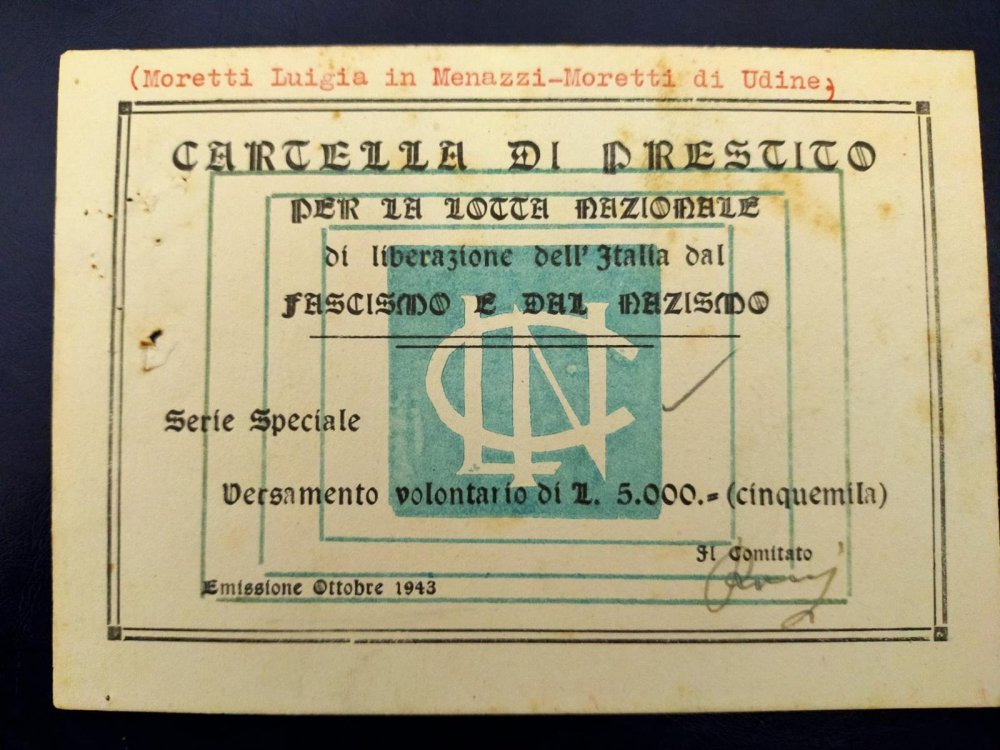 (Moretti Luigia in Menazzi-Moretti di Udine)
CARTELLA DI PRESTITO
PER LA LOTTA NAZIONALE
di liberazione dell'Italia dal
FASCISMO E DAL NAZISMO
CLN
Serie Speciale
Versamento volontario di L. 5.000.= (cinquemila)
Il Comitato
Emissione Ottobre 1943